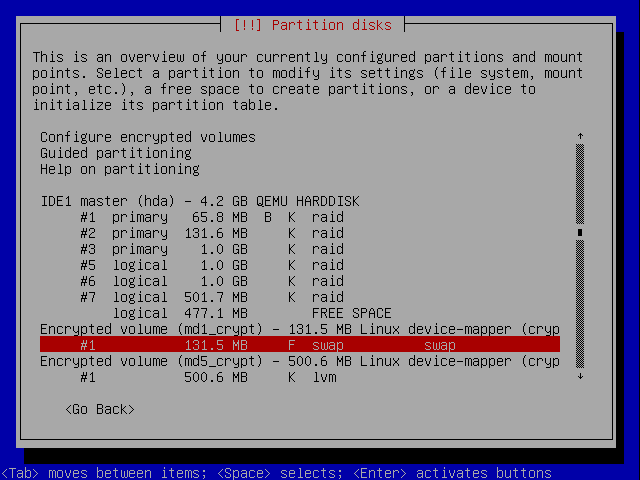 [!!] Partition disks
This is an overview of your currently configured partitions and mount
points. Select a partition to modify its settings (file system, mount
point, etc.), a free space to create partitions, or a device to
initialize its partition table.
Configure encrypted volumes
Guided partitioning
Help on partitioning
IDE1 master (hda) - 4.2 GB QEMU HARDDISK
#1 primary 65.8 MB B K raid
#2 primary 131.6 MB K raid
#3 primary 1.0 GB K raid
#5 logical 1.0 GB K raid
#6 logical 1.0 GB K raid
#7 logical 501.7 MB K raid
logical 477.1 MB FREE SPACE
Encrypted volume (md1_crypt) - 131.5 MB Linux device-mapper (cryp
#1 131.5 MB F swap swap
Encrypted volume (md5_crypt) - 500.6 MB Linux device-mapper (cryp
#1 500.6 MB K lvm
<Go Back>
<Tab> moves between items; <Space> selects; <Enter> activates buttons